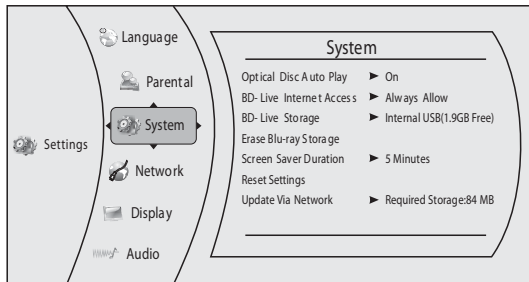 Settings
Language
Parental
System
Network
Display
Audio
System
Optical Disc Auto Play ► On
BD- Live Internet Access ► Always Allow
BD- Live Storage ► Internal USB(1.9GB Free)
Erase Blu-ray Storage
Screen Saver Duration ► 5 Minutes
Reset Settings
Update Via Network ► Required Storage:84 MB